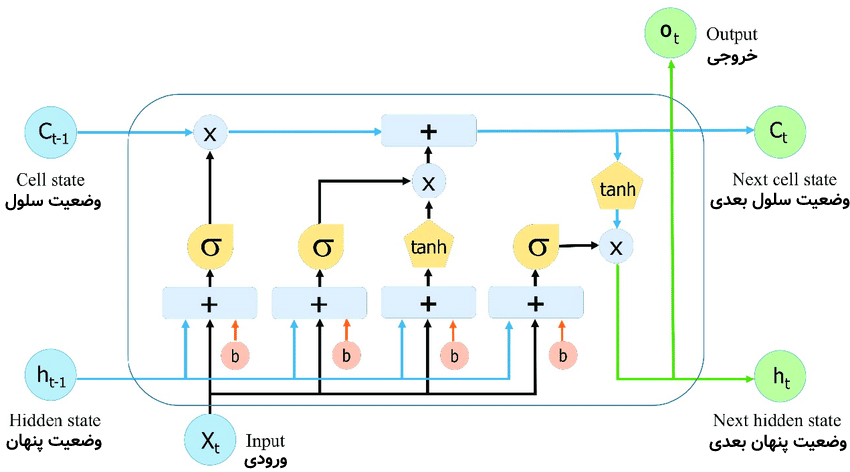 o_t
Output
خروجی
C_t-1
x
+
C_t
Cell state
وضعیت سلول
x
tanh
Next cell state
وضعیت سلول بعدی
σ
σ
tanh
σ
x
+
+
+
+
b
b
b
b
h_t-1
h_t
Hidden state
وضعیت پنهان
Next hidden state
وضعیت پنهان بعدی
X_t
Input
ورودی